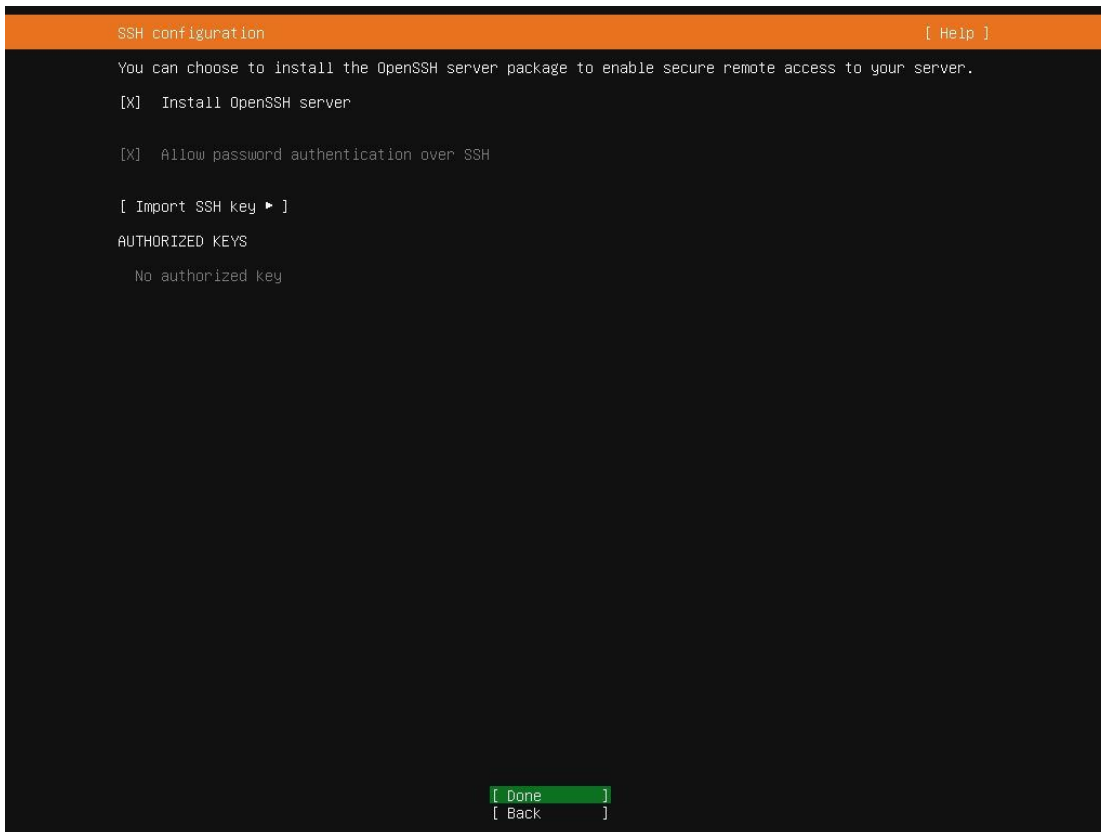 SSH configuration [ Help ]
You can choose to install the OpenSSH server package to enable secure remote access to your server.
[X] Install OpenSSH server
[X] Allow password authentication over SSH
[ Import SSH key ▸ ]
AUTHORIZED KEYS
No authorized key
[ Done ]
[ Back ]